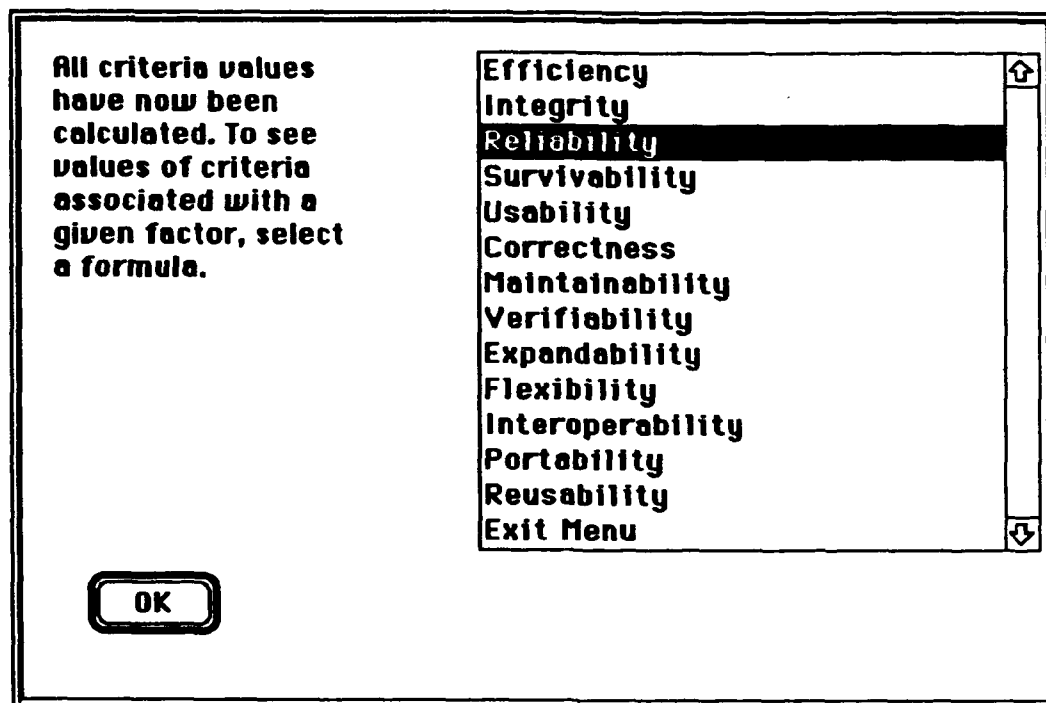 All criteria values
have now been
calculated. To see
values of criteria
associated with a
given factor, select
a formula.
Efficiency
Integrity
Reliability
Survivability
Usability
Correctness
Maintainability
Verifiability
Expandability
Flexibility
Interoperability
Portability
Reusability
Exit Menu
OK